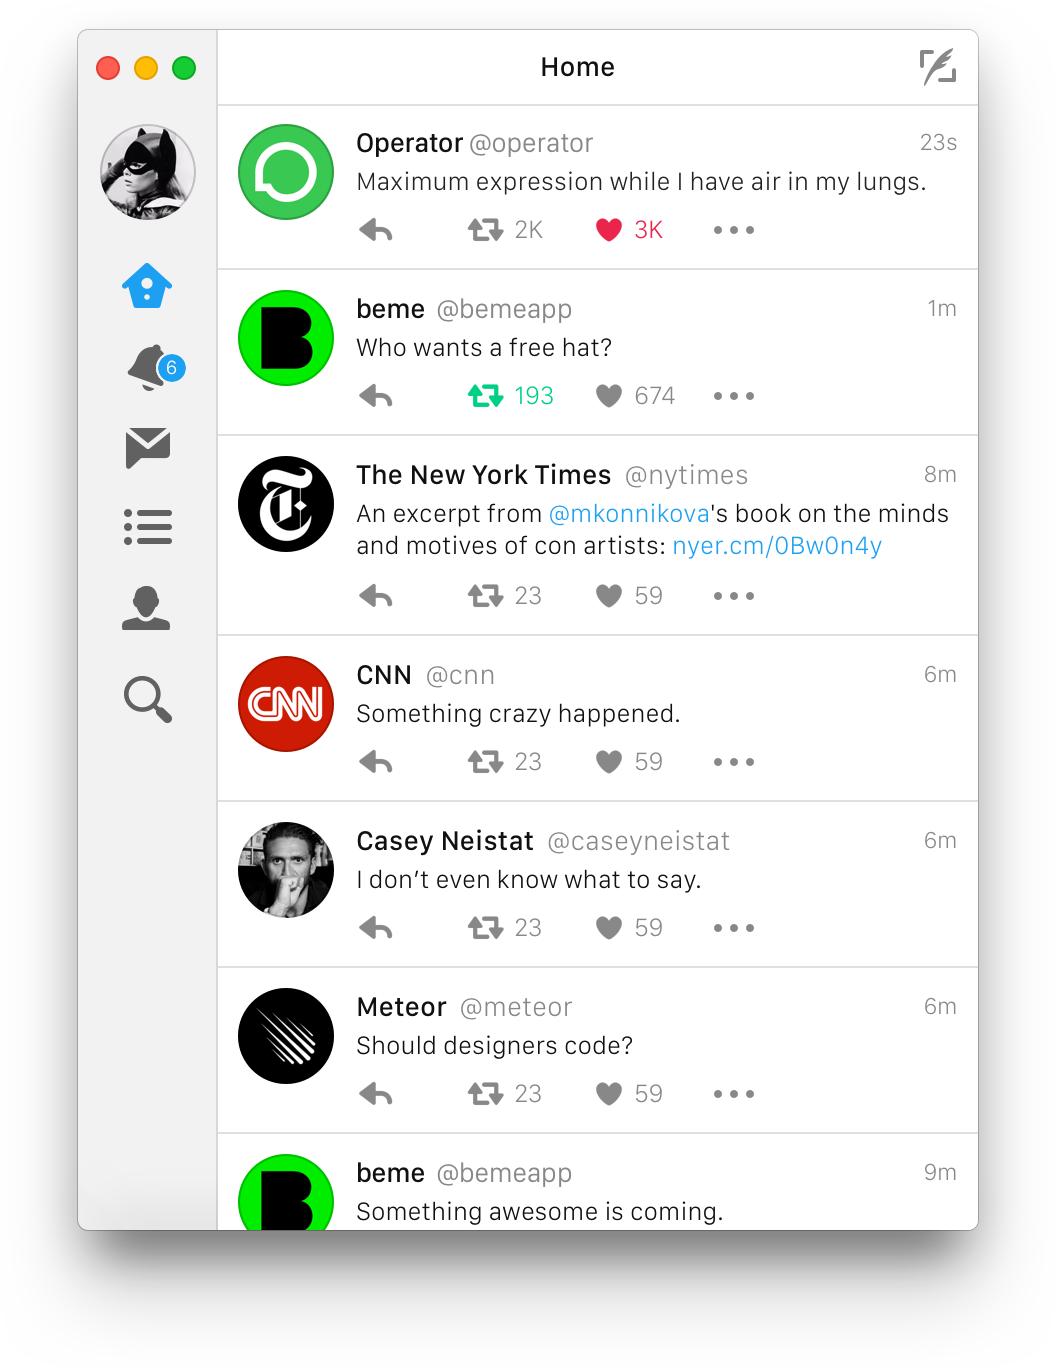 Home
Operator @operator 23s
Maximum expression while I have air in my lungs.
2K 3K
6
beme @bemeapp 1m
Who wants a free hat?
193 674
The New York Times @nytimes 8m
An excerpt from @mkonnikova's book on the minds
and motives of con artists: nyer.cm/0Bw0n4y
23 59
CNN @cnn 6m
CNN
Something crazy happened.
23 59
Casey Neistat @caseyneistat 6m
I don’t even know what to say.
23 59
Meteor @meteor 6m
Should designers code?
23 59
beme @bemeapp 9m
Something awesome is coming.